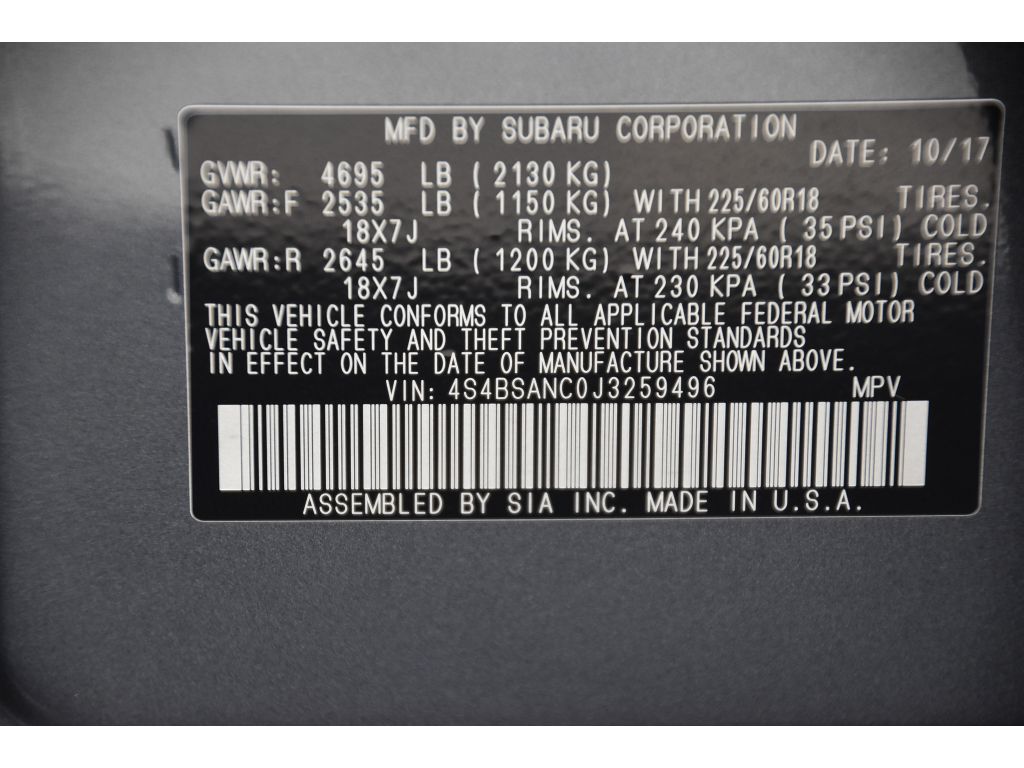 MFD BY SUBARU CORPORATION
DATE: 10/17
GVWR: 4695 LB ( 2130 KG)
GAWR:F 2535 LB ( 1150 KG) WITH 225/60R18 TIRES.
18X7J RIMS. AT 240 KPA ( 35 PSI) COLD
GAWR:R 2645 LB ( 1200 KG) WITH 225/60R18 TIRES.
18X7J RIMS. AT 230 KPA ( 33 PSI) COLD
THIS VEHICLE CONFORMS TO ALL APPLICABLE FEDERAL MOTOR
VEHICLE SAFETY AND THEFT PREVENTION STANDARDS
IN EFFECT ON THE DATE OF MANUFACTURE SHOWN ABOVE.
VIN: 4S4BSANC0J3259496 MPV
ASSEMBLED BY SIA INC. MADE IN U.S.A.